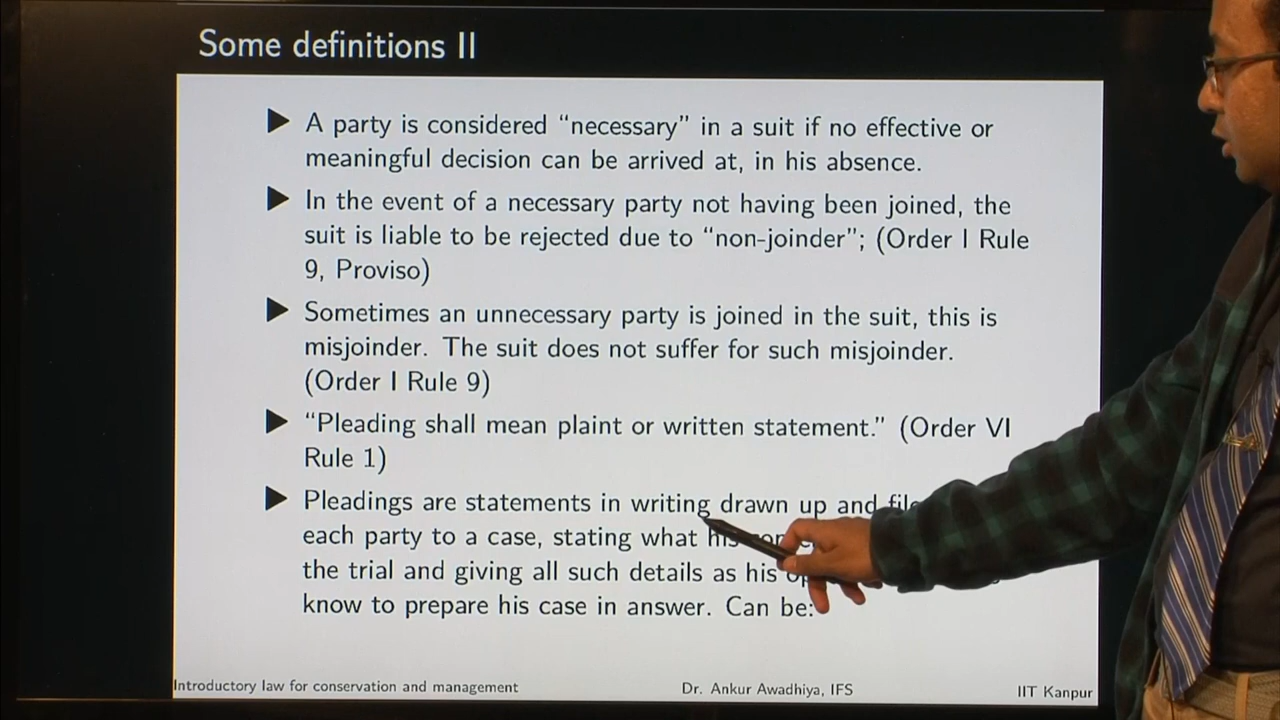 Some definitions II
A party is considered “necessary” in a suit if no effective or
meaningful decision can be arrived at, in his absence.
In the event of a necessary party not having been joined, the
suit is liable to be rejected due to “non-joinder”; (Order I Rule
9, Proviso)
Sometimes an unnecessary party is joined in the suit, this is
misjoinder. The suit does not suffer for such misjoinder.
(Order I Rule 9)
“Pleading shall mean plaint or written statement.” (Order VI
Rule 1)
Pleadings are statements in writing drawn up and
each party to a case, stating what his
the trial and giving all such details as his
know to prepare his case in answer. Can be:
Introductory law for conservation and management
Dr. Ankur Awadhiya, IFS
IIT Kanpur